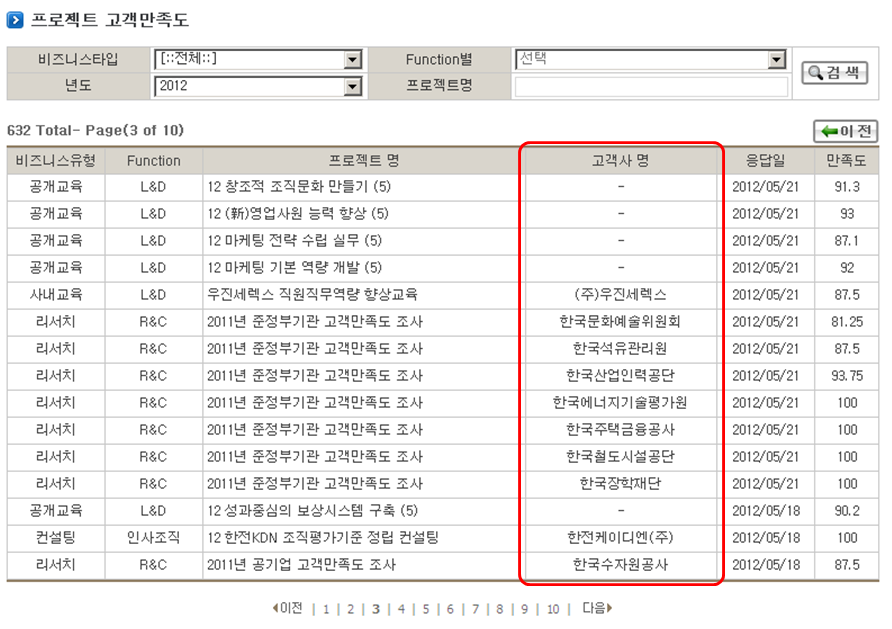 프로젝트 고객만족도
비즈니스타입 [::전체::] Function별 선택
검색
년도 2012 프로젝트명
632 Total- Page(3 of 10) 이전
비즈니스유형 Function 프로젝트 명 고객사 명 응답일 만족도
공개교육 L&D 12 창조적 조직문화 만들기 (5) - 2012/05/21 91.3
공개교육 L&D 12 (新)영업사원 능력 향상 (5) - 2012/05/21 93
공개교육 L&D 12 마케팅 전략 수립 실무 (5) - 2012/05/21 87.1
공개교육 L&D 12 마케팅 기본 역량 개발 (5) - 2012/05/21 92
사내교육 L&D 우진세렉스 직원직무역량 향상교육 (주)우진세렉스 2012/05/21 87.5
리서치 R&C 2011년 준정부기관 고객만족도 조사 한국문화예술위원회 2012/05/21 81.25
리서치 R&C 2011년 준정부기관 고객만족도 조사 한국석유관리원 2012/05/21 87.5
리서치 R&C 2011년 준정부기관 고객만족도 조사 한국산업인력공단 2012/05/21 93.75
리서치 R&C 2011년 준정부기관 고객만족도 조사 한국에너지기술평가원 2012/05/21 100
리서치 R&C 2011년 준정부기관 고객만족도 조사 한국주택금융공사 2012/05/21 100
리서치 R&C 2011년 준정부기관 고객만족도 조사 한국철도시설공단 2012/05/21 100
리서치 R&C 2011년 준정부기관 고객만족도 조사 한국장학재단 2012/05/21 100
공개교육 L&D 12 성과중심의 보상시스템 구축 (5) - 2012/05/18 90.2
컨설팅 인사조직 12 한전KDN 조직평가기준 정립 컨설팅 한전케이디엔(주) 2012/05/18 100
리서치 R&C 2011년 공기업 고객만족도 조사 한국수자원공사 2012/05/18 87.5
이전 | 1 | 2 | 3 | 4 | 5 | 6 | 7 | 8 | 9 | 10 | 다음